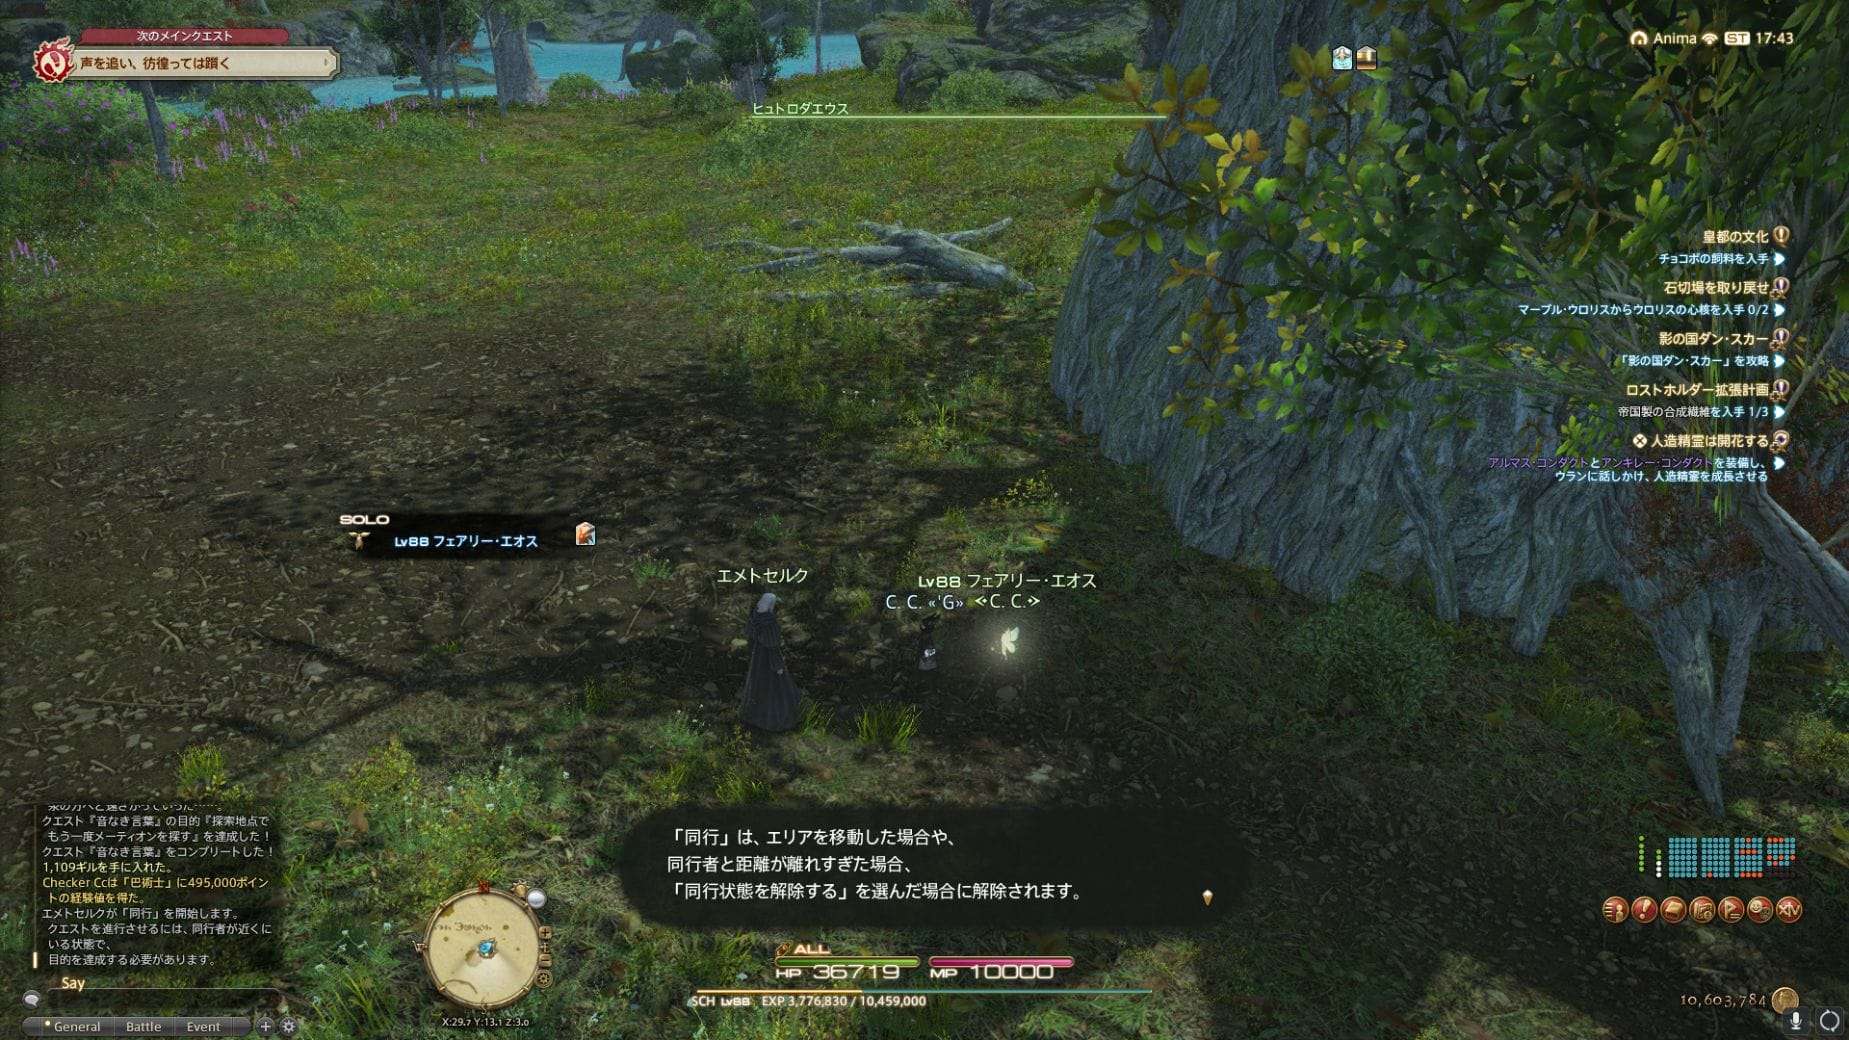 次のメインクエスト
声を追い、彷徨っては躓く
ヒュトロダエウス
Anima ST 17:43
皇都の文化
チョコボの飼料を入手
石切場を取り戻せ
マーブル・ウロリスからウロリスの心核を入手 0/2
影の国ダン・スカー
「影の国ダン・スカー」を攻略
ロストホルダー拡張計画
帝国製の合成繊維を入手 1/3
人造精霊は開花する
アルマス・コンダクトとアンキレー・コンダクトを装備し、
ウランに話しかけ、人造精霊を成長させる
SOLO
Lv88 フェアリー・エオス
エメトセルク
Lv88 フェアリー・エオス
C. C. «'G» <C. C.>
「同行」は、エリアを移動した場合や、
同行者と距離が離れすぎた場合、
「同行状態を解除する」を選んだ場合に解除されます。
泉の方へと遠ざかっていった……。
クエスト『音なき言葉』の目的『探索地点で
もう一度メーティオンを探す』を達成した！
クエスト『音なき言葉』をコンプリートした！
1,109ギルを手に入れた。
Checker Ccは「巴術士」に495,000ポイン
トの経験値を得た。
エメトセルクが「同行」を開始します。
クエストを進行させるには、同行者が近くに
いる状態で、
目的を達成する必要があります。
Say
General Battle Event
X:29.7 Y:13.1 Z:3.0
ALL
HP 36719 MP 10000
SCH Lv88 EXP 3,776,830 / 10,459,000
XIV
10,603,784